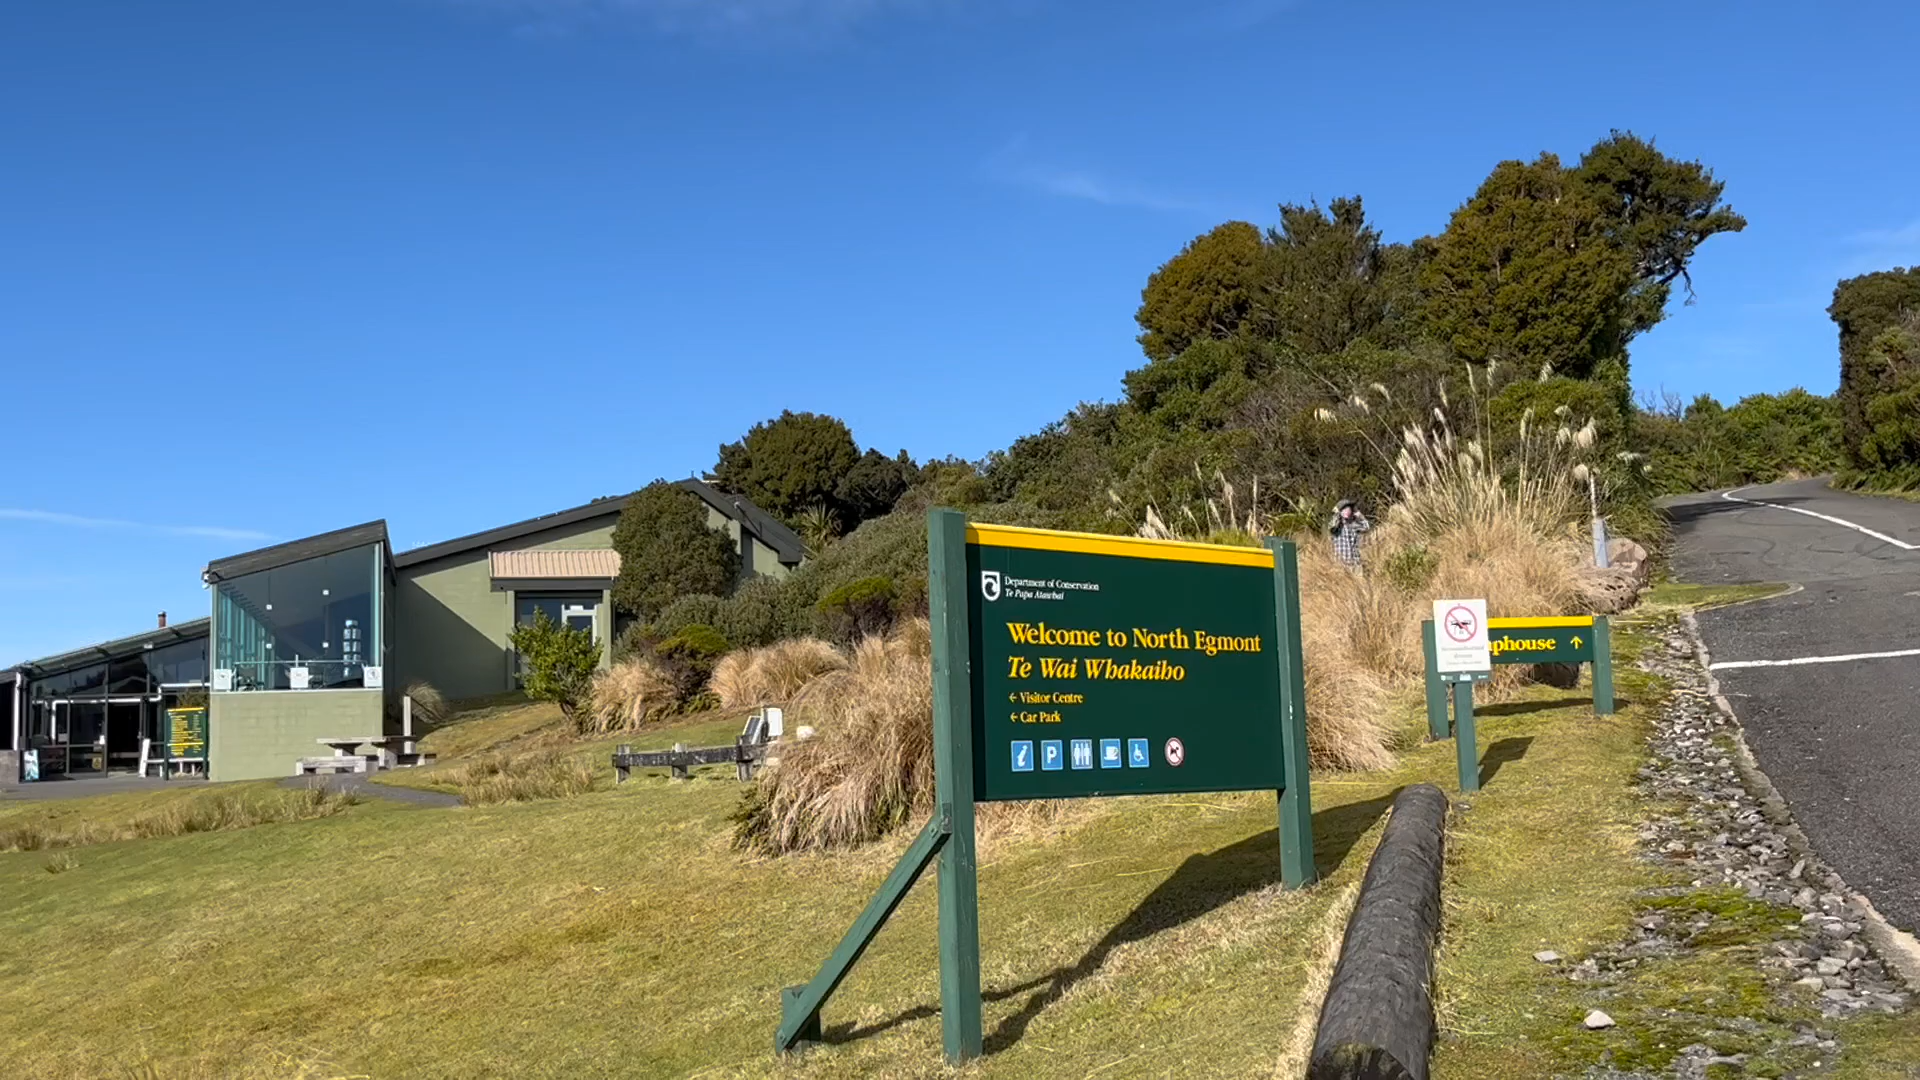 Department of Conservation
Te Papa Atawhai
Welcome to North Egmont
Te Wai Whakaiho
← Visitor Centre
← Car Park
i P
phouse ↑